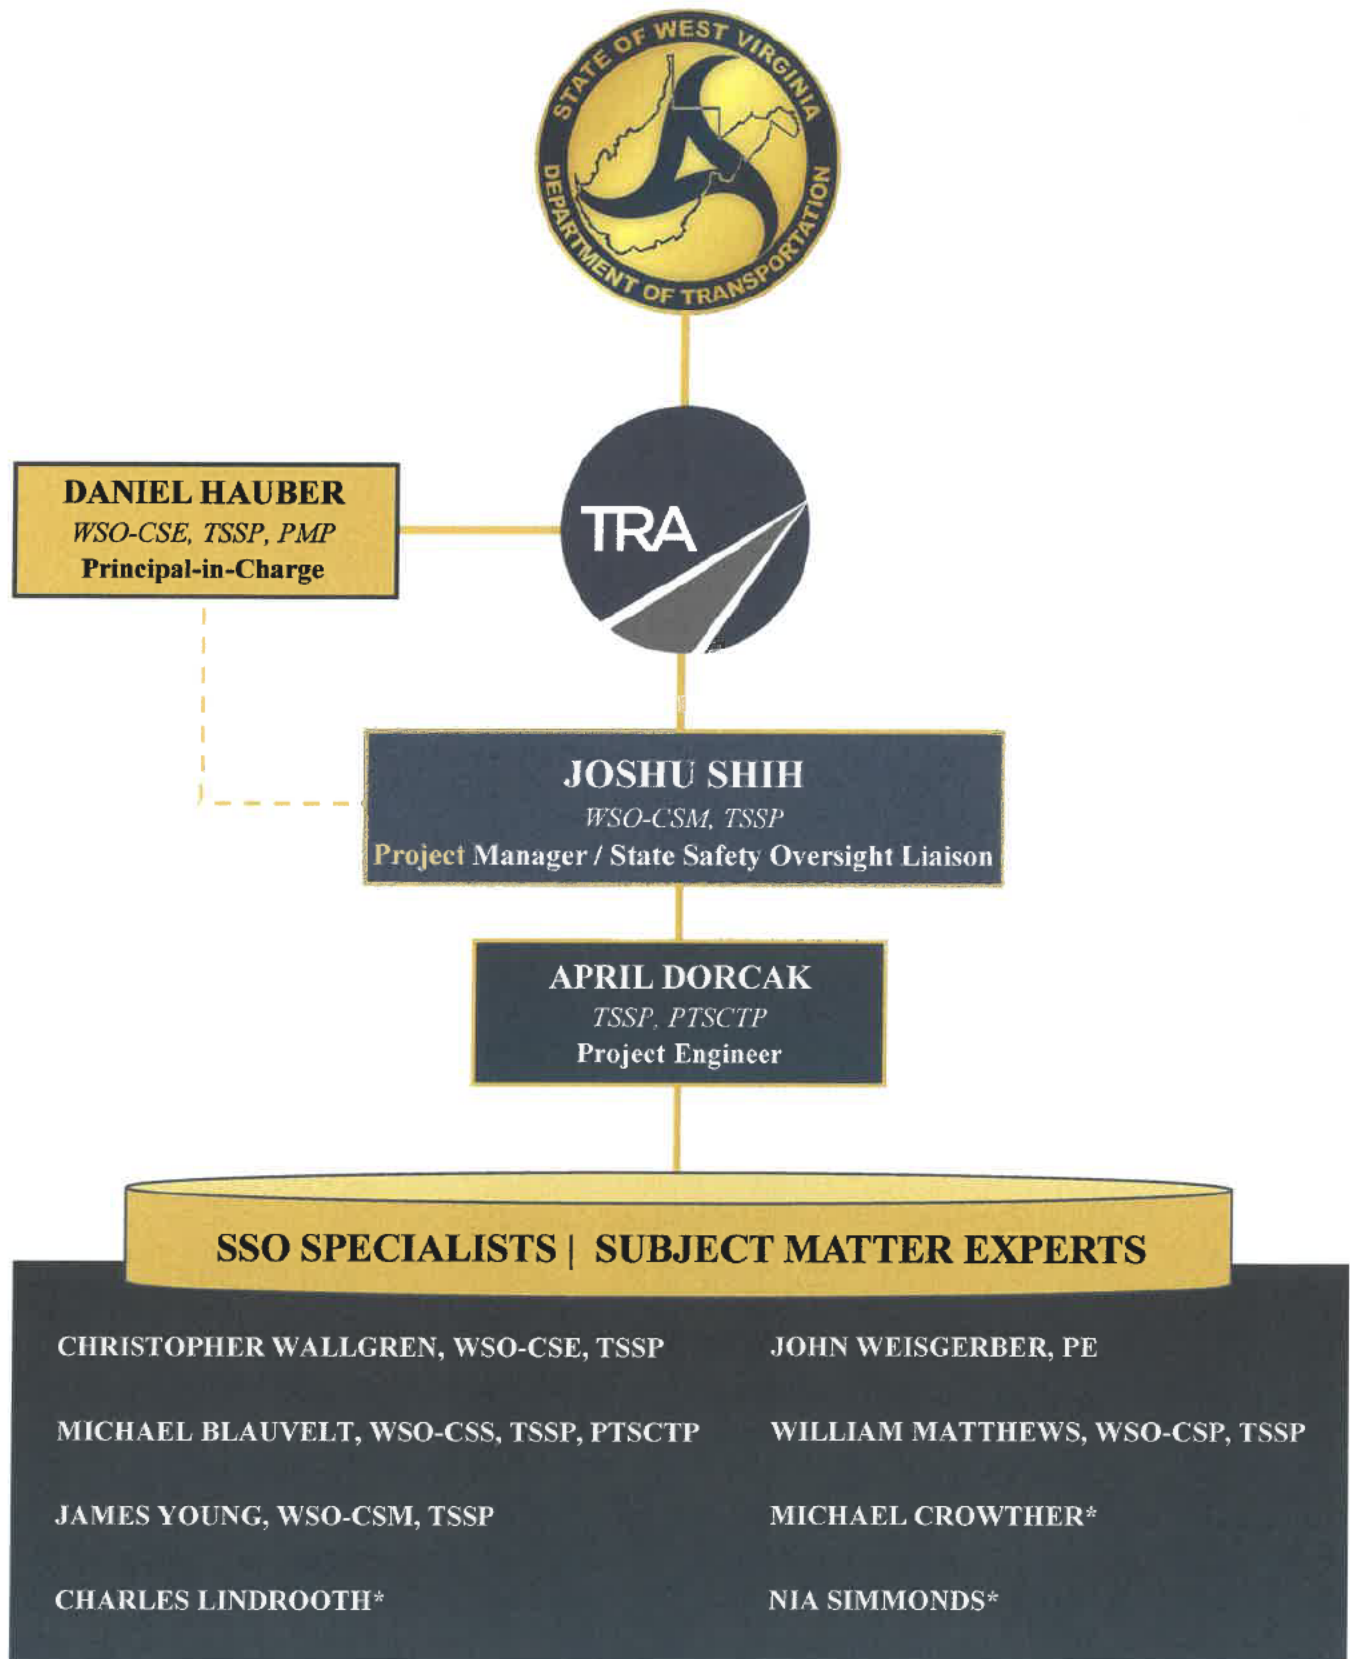 STATE OF WEST VIRGINIA
DEPARTMENT OF TRANSPORTATION
TRA
DANIEL HAUBER
WSO-CSE, TSSP, PMP
Principal-in-Charge
JOSHU SHIH
WSO-CSM, TSSP
Project Manager / State Safety Oversight Liaison
APRIL DORCAK
TSSP, PTSCTP
Project Engineer
SSO SPECIALISTS | SUBJECT MATTER EXPERTS
CHRISTOPHER WALLGREN, WSO-CSE, TSSP
JOHN WEISGERBER, PE
MICHAEL BLAUVELT, WSO-CSS, TSSP, PTSCTP
WILLIAM MATTHEWS, WSO-CSP, TSSP
JAMES YOUNG, WSO-CSM, TSSP
MICHAEL CROWTHER*
CHARLES LINDROOTH*
NIA SIMMONDS*